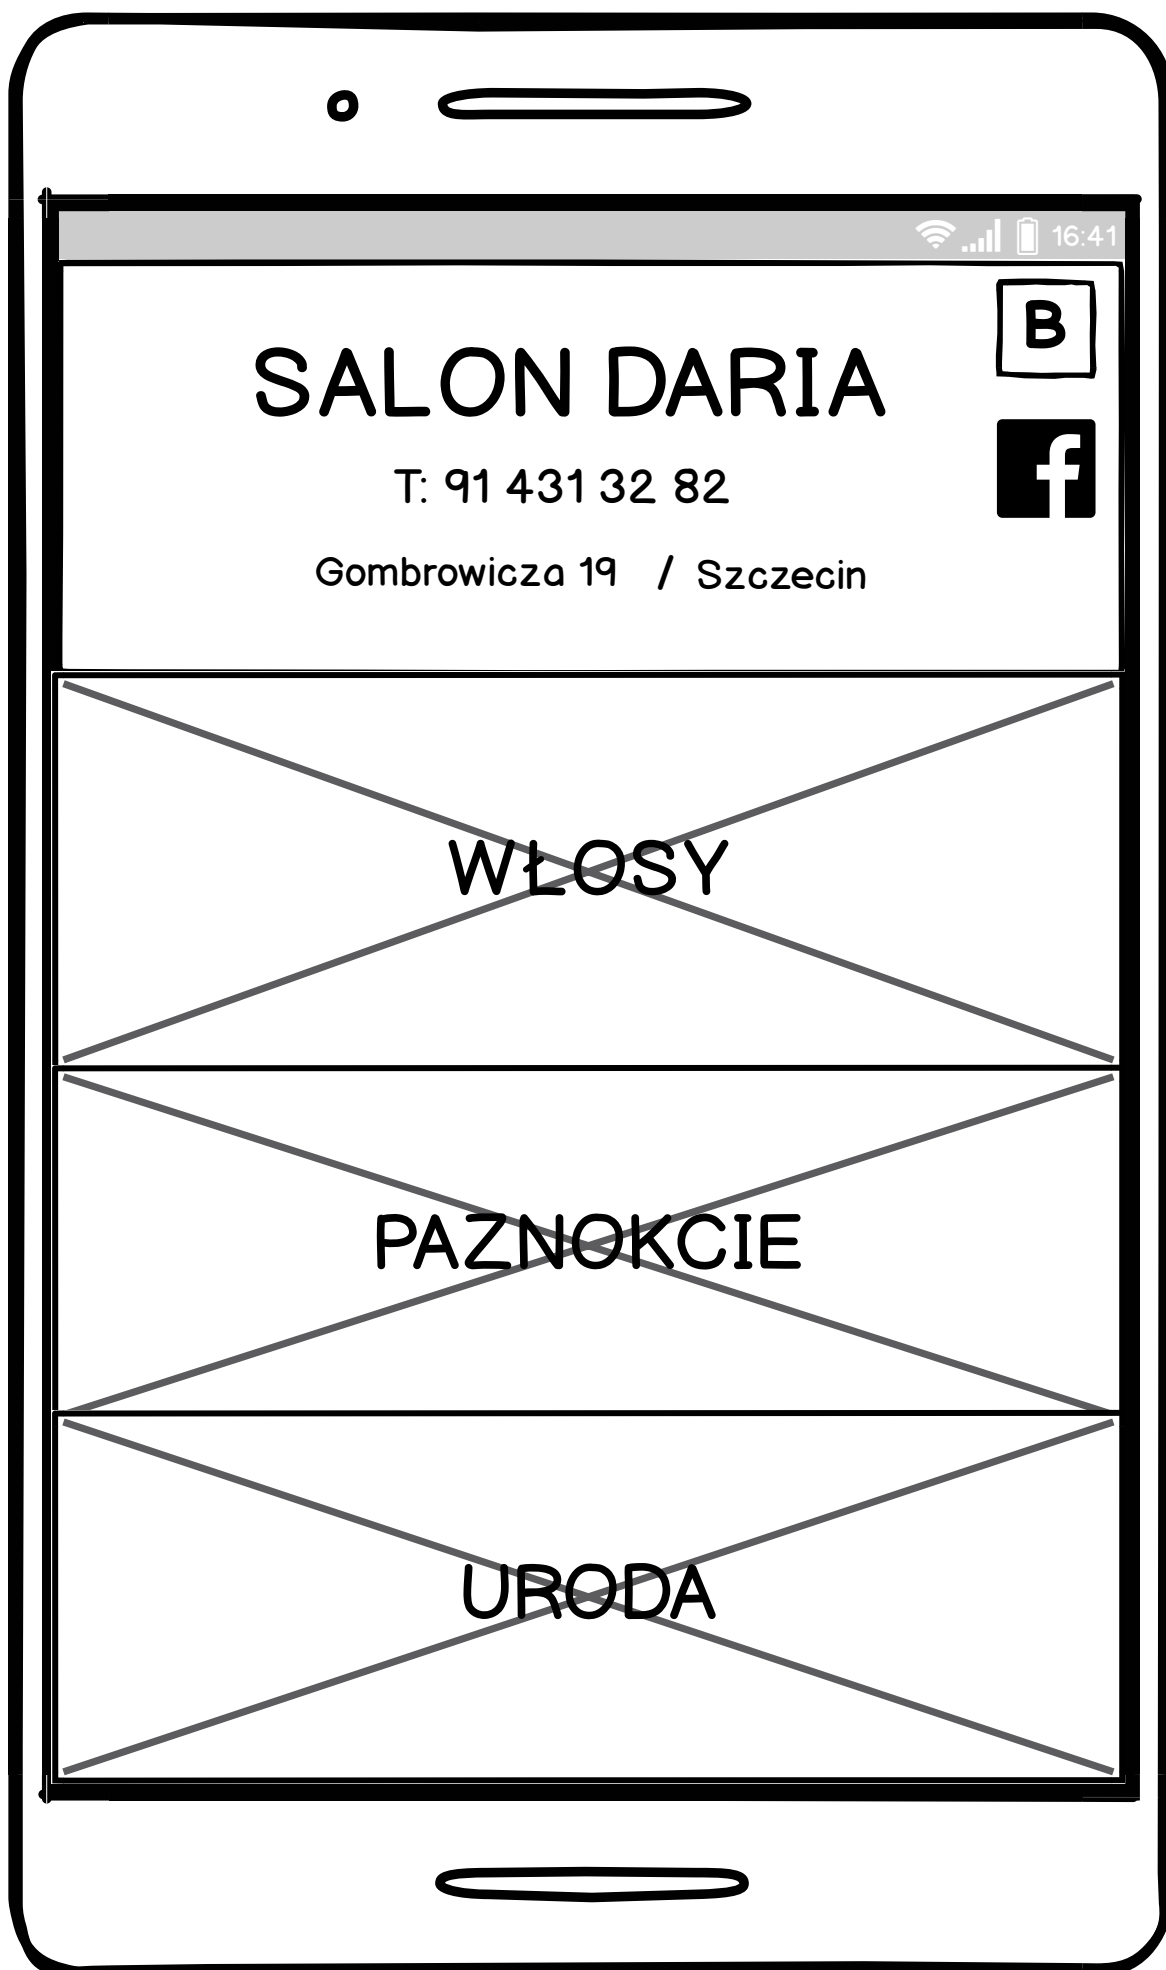 16:41
B
SALON DARIA
f
T: 91 431 32 82
Gombrowicza 19 / Szczecin
WŁOSY
PAZNOKCIE
URODA